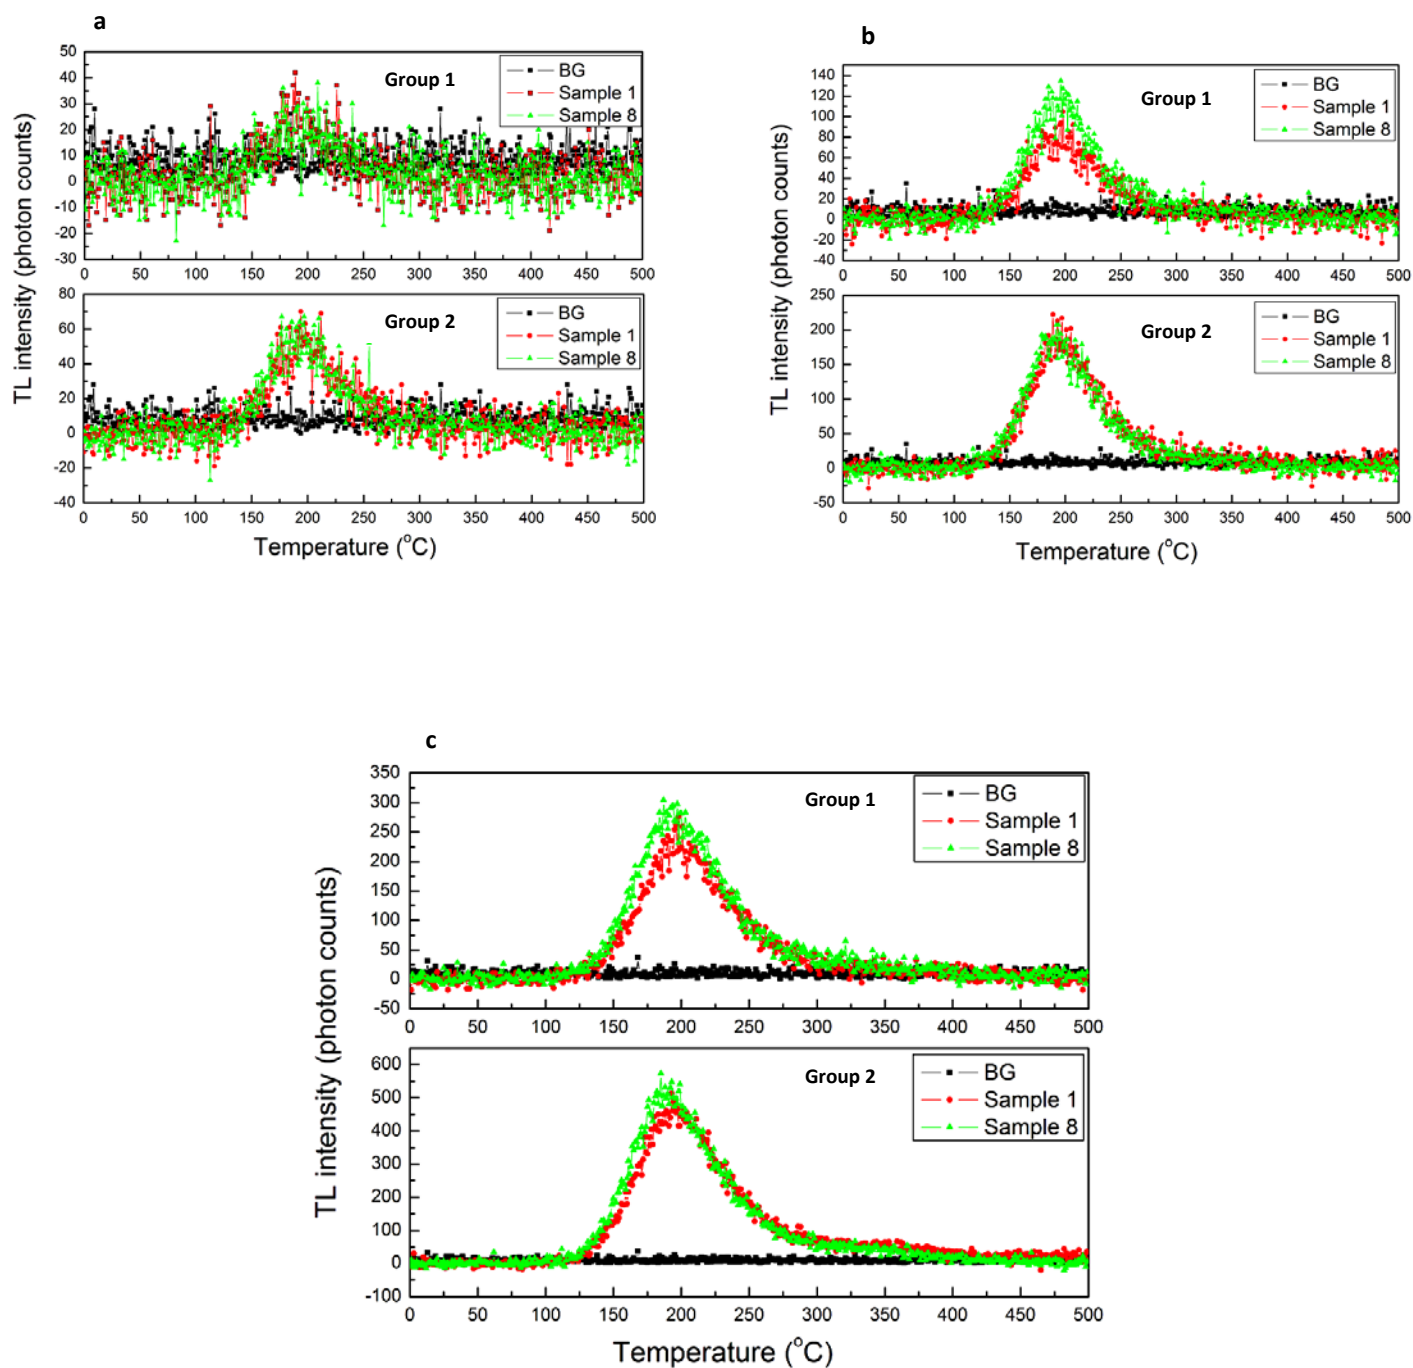 a
TL intensity (photon counts)
50
40
30
20
10
0
-10
-20
-30
Group 1
BG
Sample 1
Sample 8
0 50 100 150 200 250 300 350 400 450 500
80
60
40
20
0
-20
-40
Group 2
BG
Sample 1
Sample 8
0 50 100 150 200 250 300 350 400 450 500
Temperature (°C)
b
TL intensity (photon counts)
140
120
100
80
60
40
20
0
-20
-40
Group 1
BG
Sample 1
Sample 8
0 50 100 150 200 250 300 350 400 450 500
250
200
150
100
50
0
-50
Group 2
BG
Sample 1
Sample 8
0 50 100 150 200 250 300 350 400 450 500
Temperature (°C)
c
TL intensity (photon counts)
350
300
250
200
150
100
50
0
-50
Group 1
BG
Sample 1
Sample 8
0 50 100 150 200 250 300 350 400 450 500
600
500
400
300
200
100
0
-100
Group 2
BG
Sample 1
Sample 8
0 50 100 150 200 250 300 350 400 450 500
Temperature (°C)